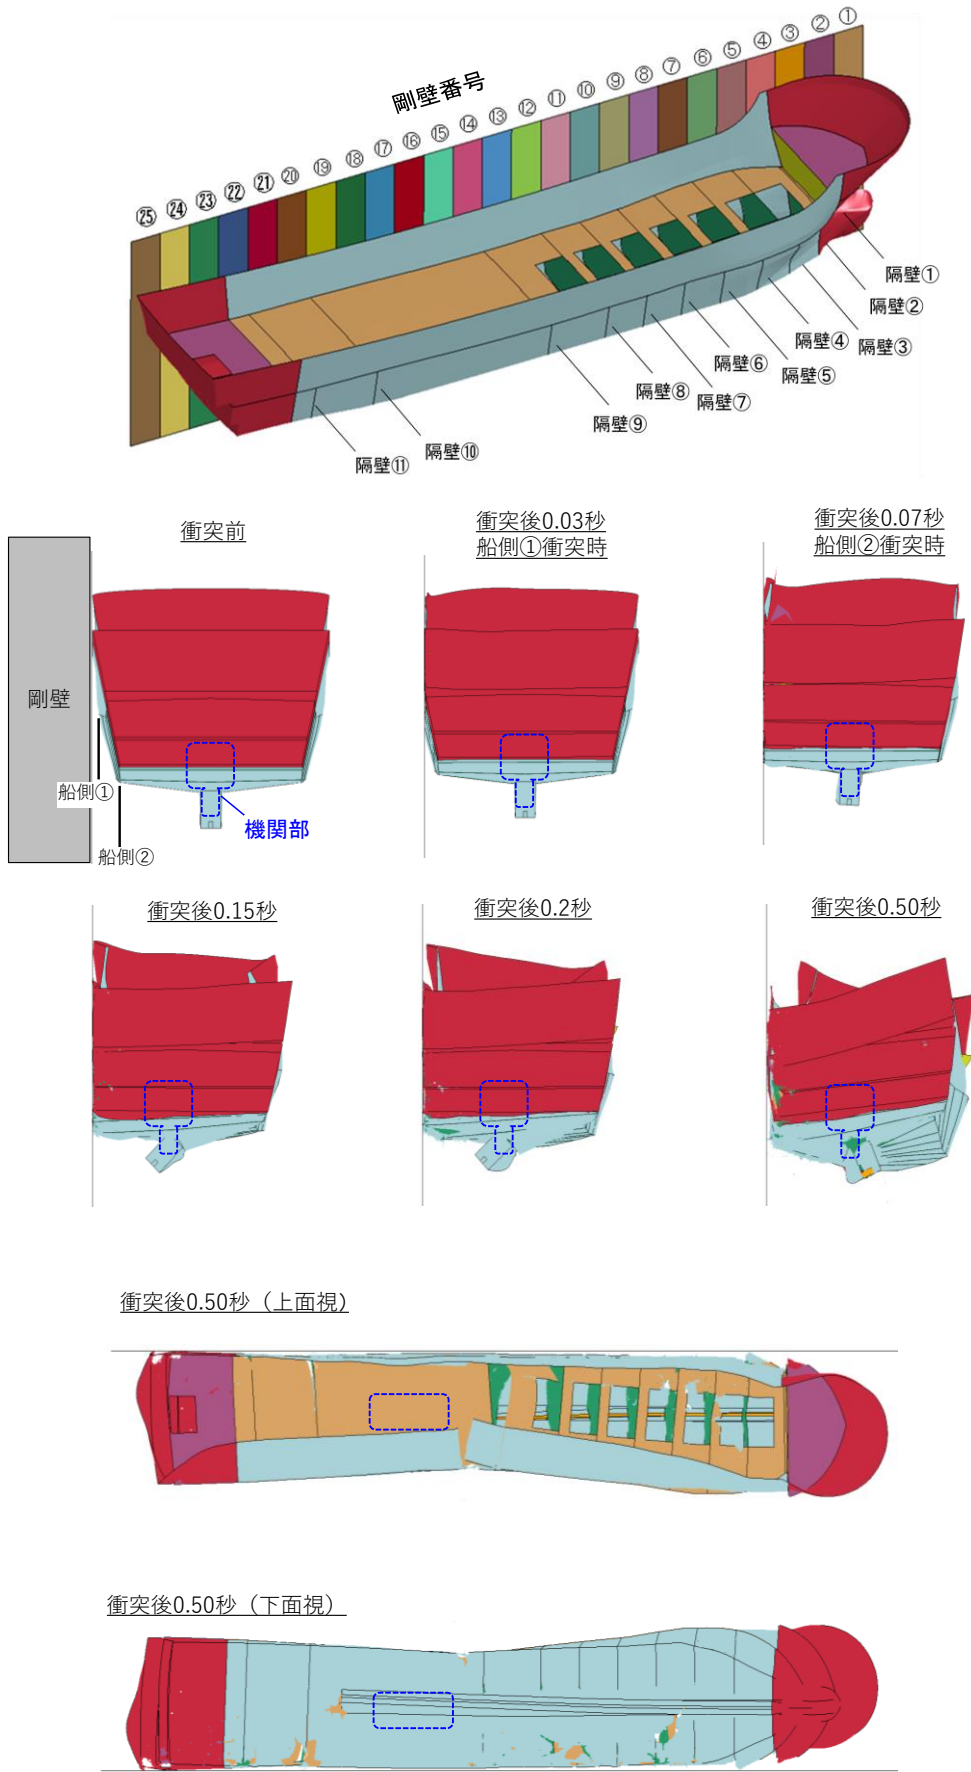 剛壁番号
①
②
③
④
⑤
⑥
⑦
⑧
⑨
⑩
⑪
⑫
⑬
⑭
⑮
⑯
⑰
⑱
⑲
⑳
㉑
㉒
㉓
㉔
㉕
隔壁①
隔壁②
隔壁③
隔壁④
隔壁⑤
隔壁⑥
隔壁⑦
隔壁⑧
隔壁⑨
隔壁⑩
隔壁⑪
衝突前
衝突後0.03秒
船側①衝突時
衝突後0.07秒
船側②衝突時
剛壁
船側①
船側②
機関部
衝突後0.15秒
衝突後0.2秒
衝突後0.50秒
衝突後0.50秒（上面視）
衝突後0.50秒（下面視）